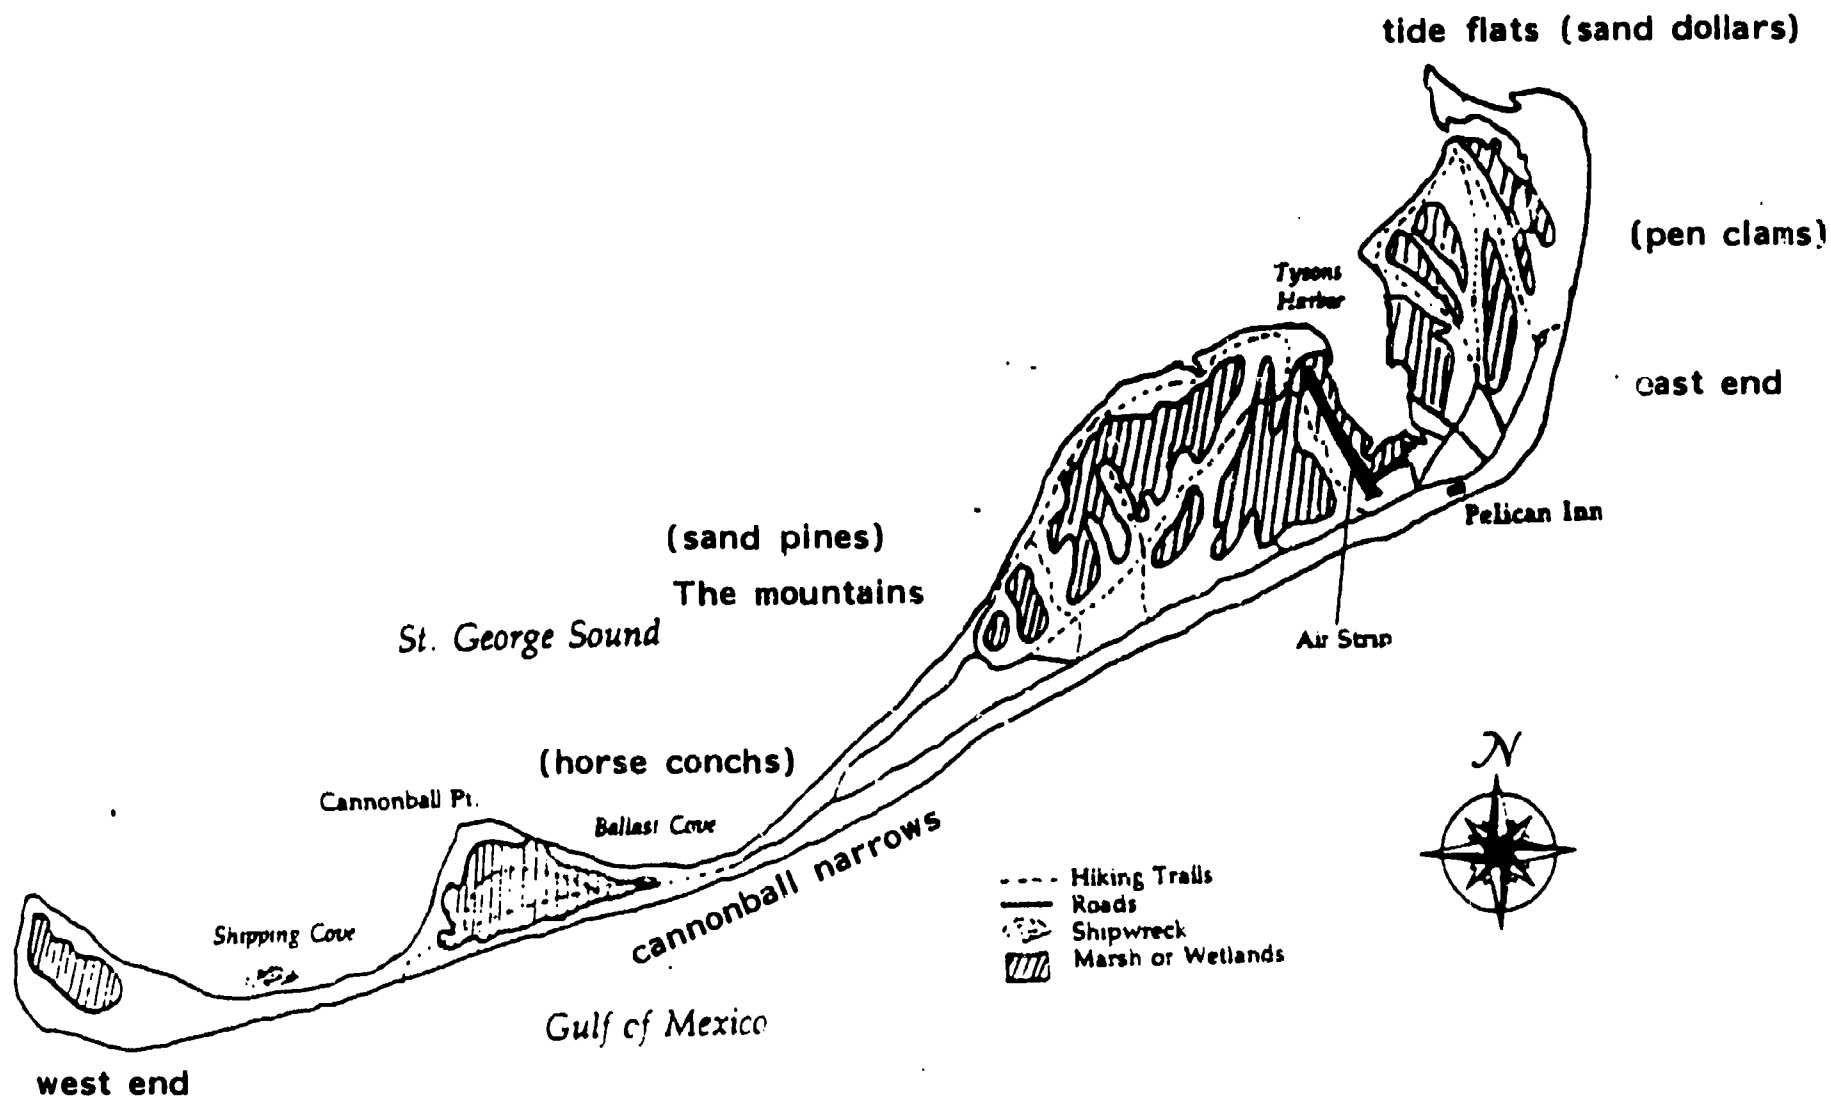 tide flats (sand dollars)
(pen clams)
Tysons
Harbor
east end
Pelican Inn
(sand pines)
The mountains
St. George Sound
Air Strip
N
(horse conchs)
Cannonball Pt.
Ballast Cove
cannonball narrows
Hiking Trails
Roads
Shipwreck
Marsh or Wetlands
Shipping Cove
Gulf of Mexico
west end